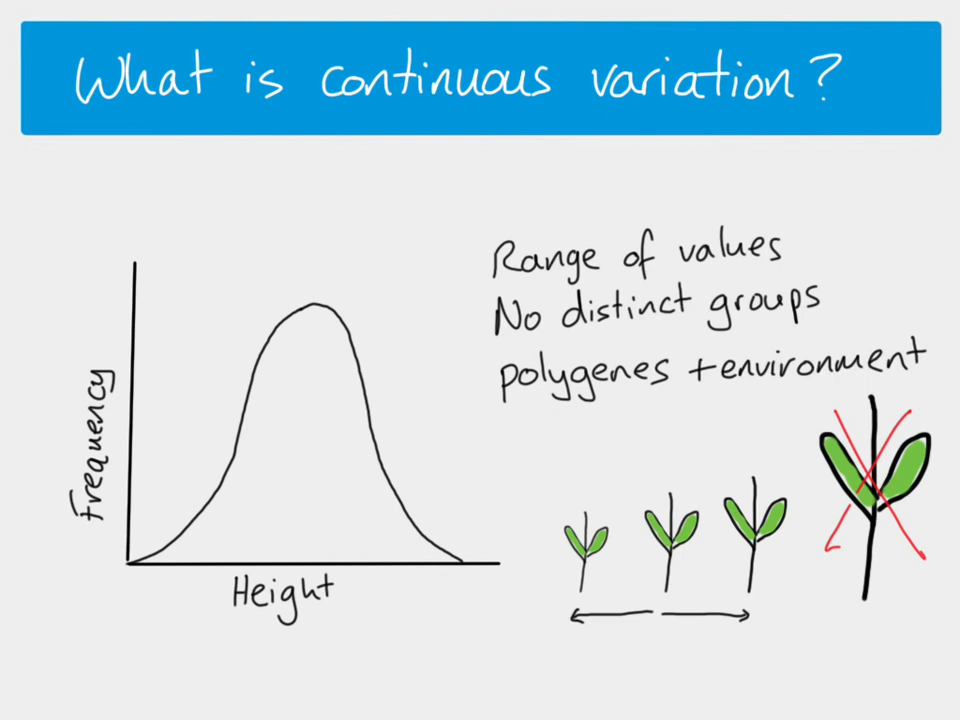 What is continuous variation?
Range of values
No distinct groups
polygenes + environment
Frequency
Height